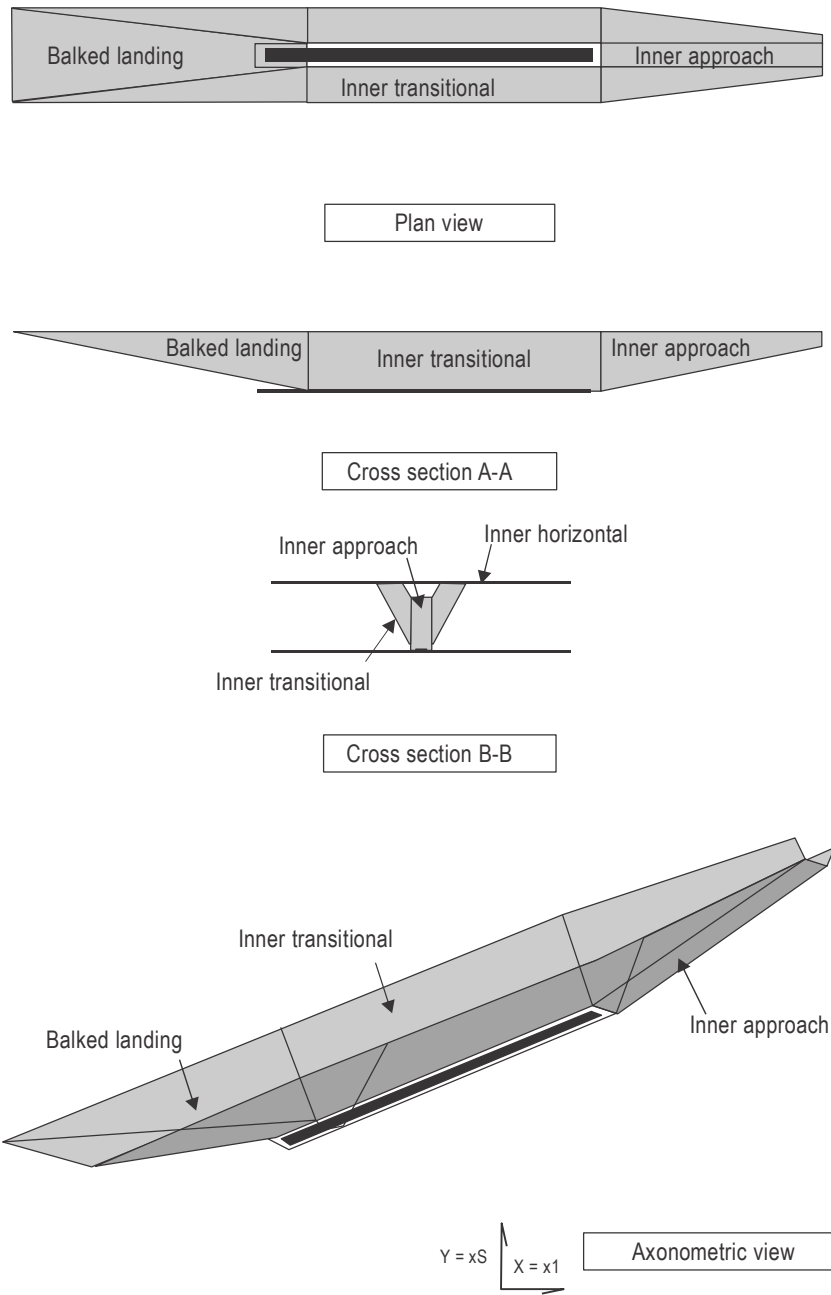 Balked landing
Inner approach
Inner transitional
Plan view
Balked landing
Inner transitional
Inner approach
Cross section A-A
Inner approach
Inner horizontal
Inner transitional
Cross section B-B
Inner transitional
Balked landing
Inner approach
Y = xS
X = x1
Axonometric view